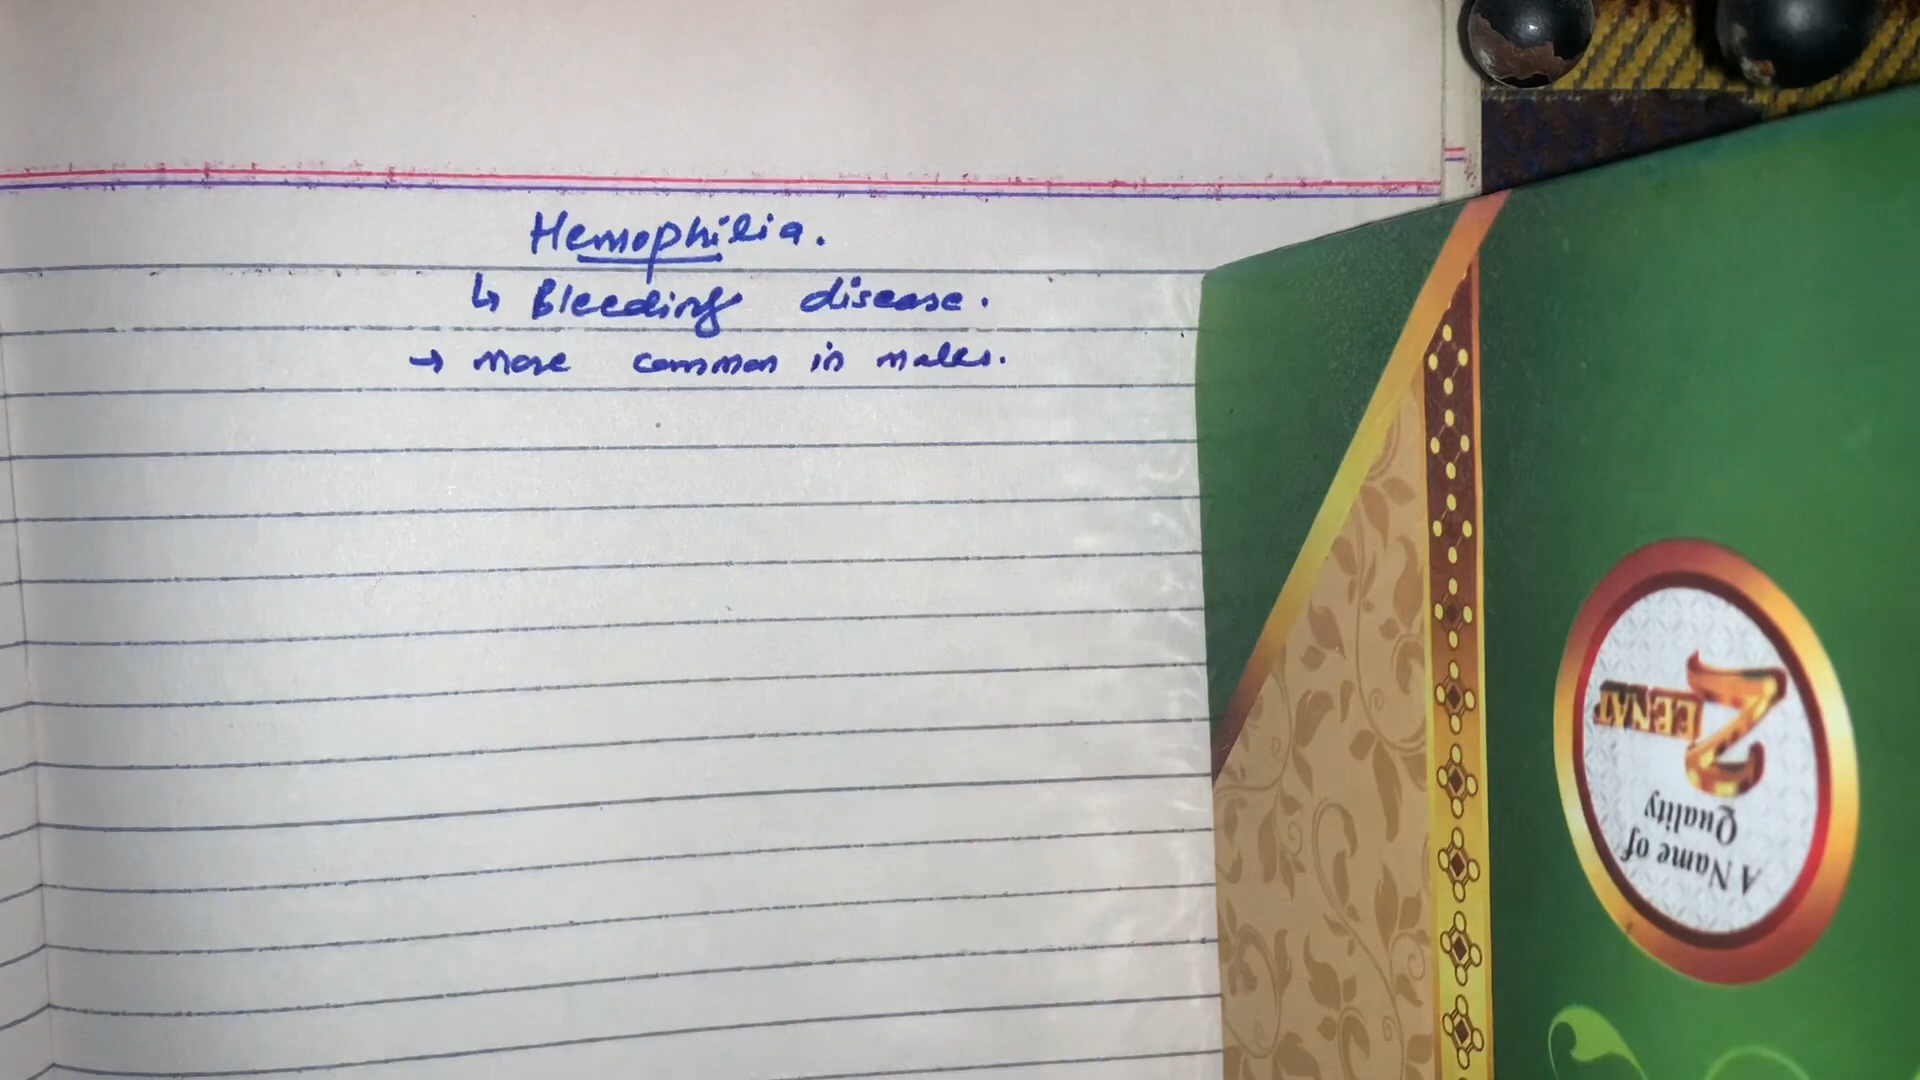 Hemophilia.
↳ Bleeding disease.
→ more common in males.
ZEENAT
A Name of
Quality